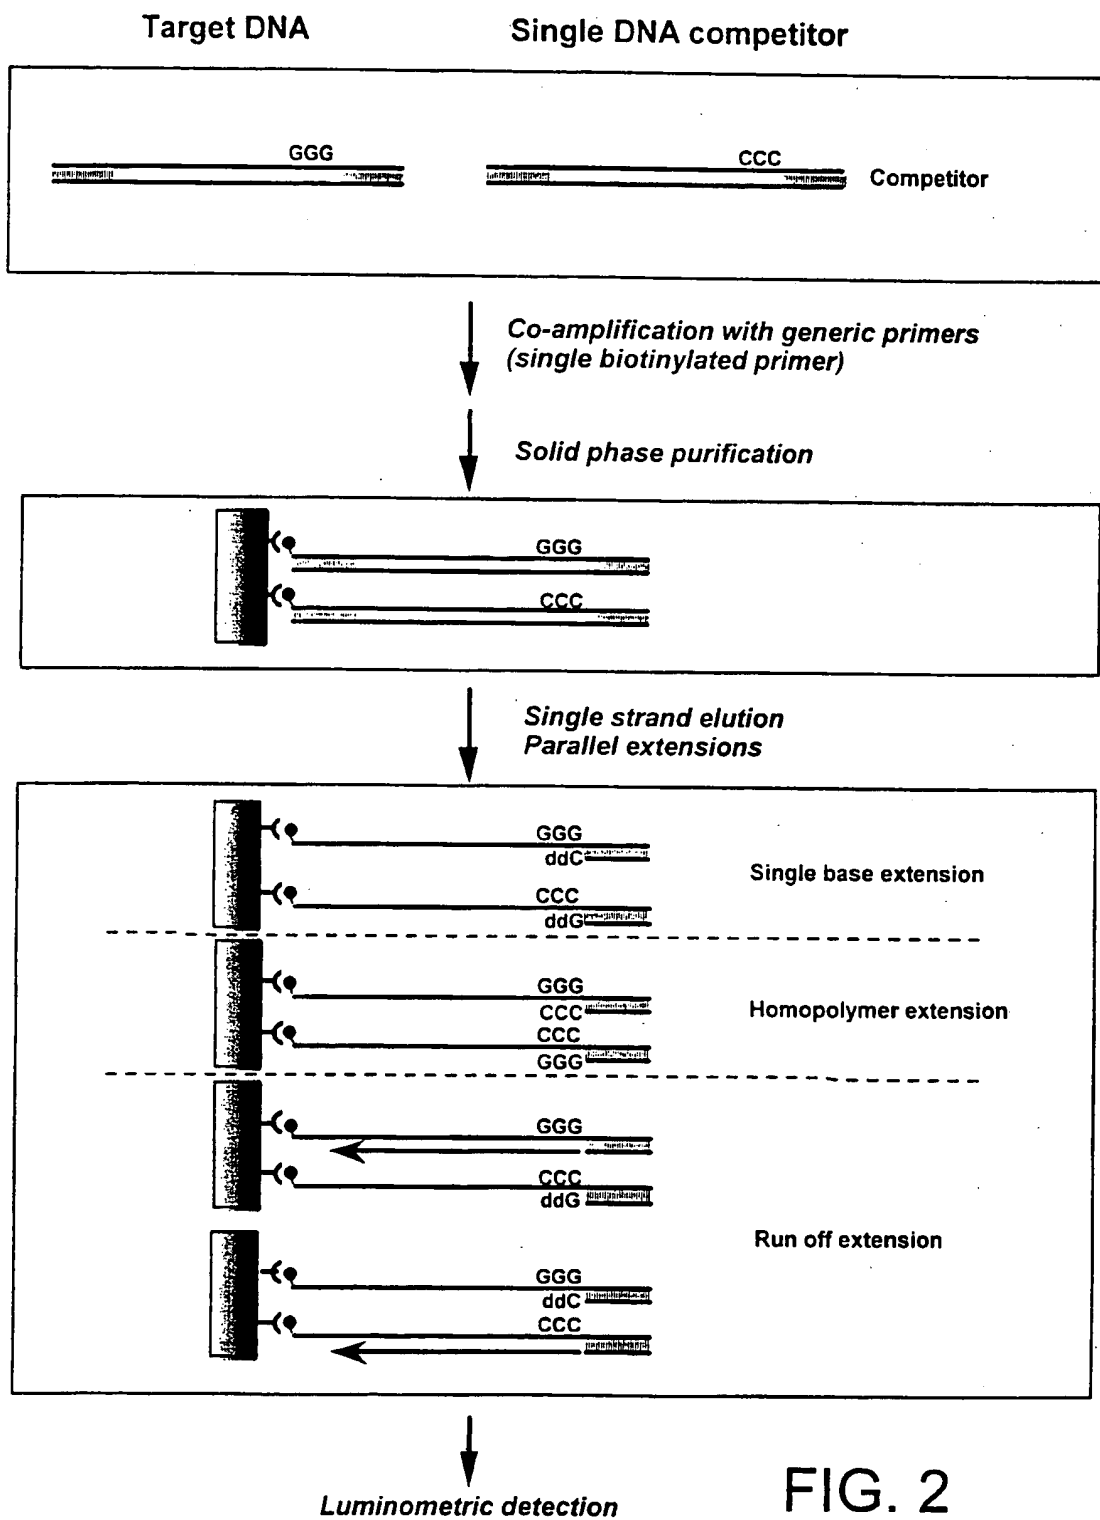 Target DNA
Single DNA competitor
GGG
CCC
Competitor
Co-amplification with generic primers
(single biotinylated primer)
Solid phase purification
GGG
CCC
Single strand elution
Parallel extensions
GGG
ddC
Single base extension
CCC
ddG
GGG
CCC
Homopolymer extension
CCC
GGG
GGG
CCC
ddG
Run off extension
GGG
ddC
CCC
Luminometric detection
FIG. 2